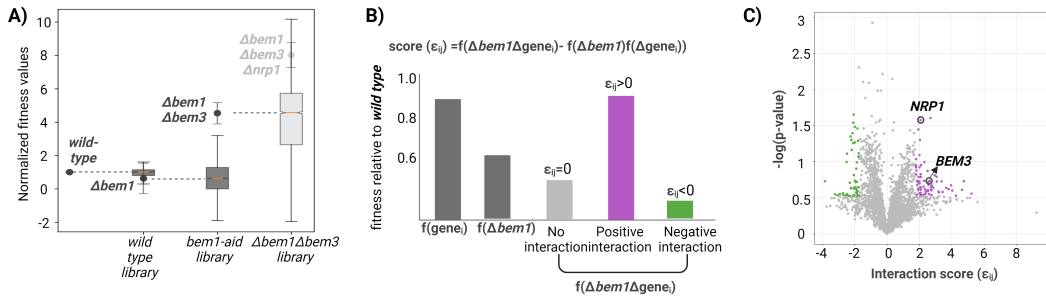 A)
Normalized fitness values
10
8
6
4
2
0
-2
wild-
type
Δbem1
Δbem1
Δbem3
Δbem1
Δbem3
Δnrp1
wild
type
library
bem1-aid
library
Δbem1Δbem3
library
B)
score (εij) =f(Δbem1Δgenei)- f(Δbem1)f(Δgenei))
fitness relative to wild type
1.0
0.8
0.6
εij=0
εij>0
εij<0
f(genei)
f(Δbem1)
No
interaction
Positive
interaction
Negative
interaction
f(Δbem1Δgenei)
C)
-log(p-value)
3
2.5
2
1.5
1
0.5
0
NRP1
BEM3
-4
-2
0
2
4
6
8
Interaction score (εij)